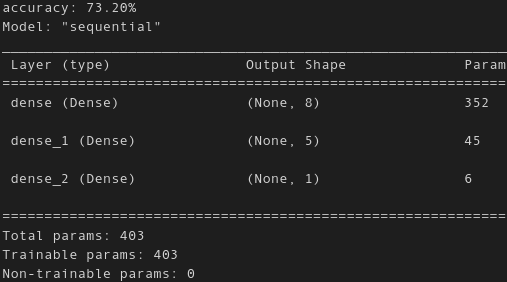 accuracy: 73.20%
Model: "sequential"
_________________________________________________________________
Layer (type) Output Shape Param
=================================================================
dense (Dense) (None, 8) 352
dense_1 (Dense) (None, 5) 45
dense_2 (Dense) (None, 1) 6
=================================================================
Total params: 403
Trainable params: 403
Non-trainable params: 0